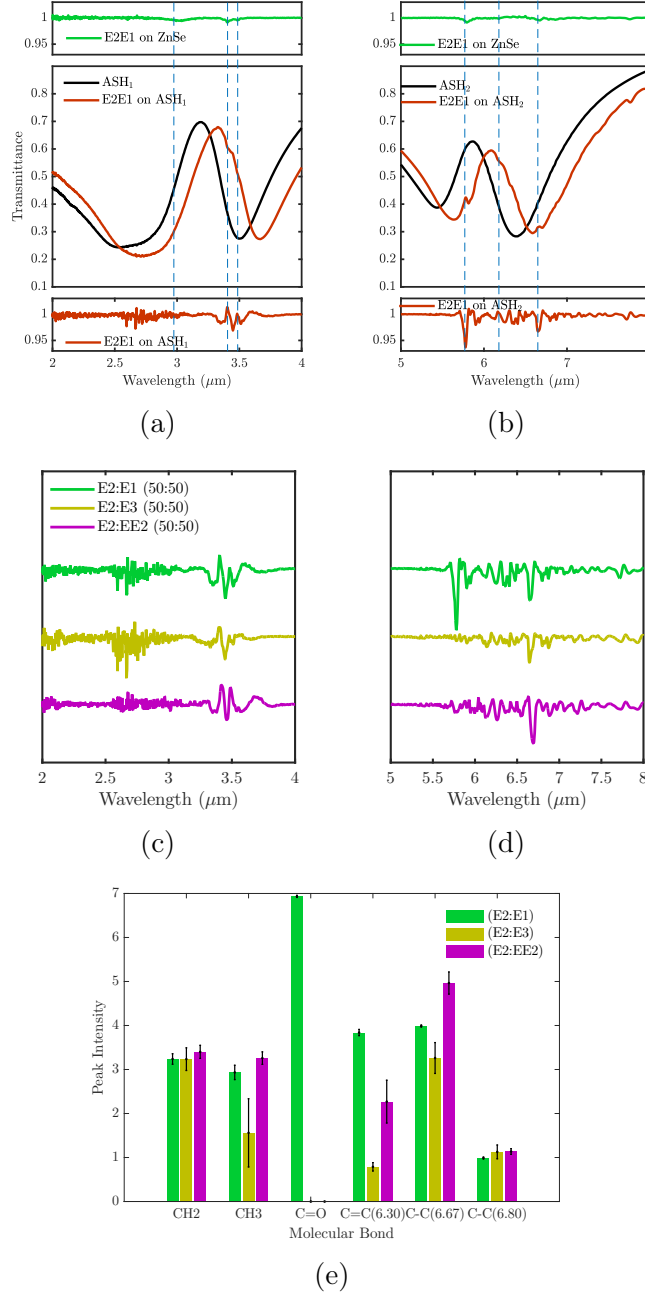 1
0.95
E2E1 on ZnSe
1
0.95
E2E1 on ZnSe
Transmittance
0.8
0.7
0.6
0.5
0.4
0.3
0.2
0.1
ASH₁
E2E1 on ASH₁
0.8
0.7
0.6
0.5
0.4
0.3
0.2
0.1
ASH₂
E2E1 on ASH₂
1
0.95
E2E1 on ASH₁
1
0.95
E2E1 on ASH₂
2 2.5 3 3.5 4
Wavelength (μm)
5 6 7
Wavelength (μm)
(a) (b)
E2:E1 (50:50)
E2:E3 (50:50)
E2:EE2 (50:50)
2 2.5 3 3.5 4
Wavelength (μm)
5 5.5 6 6.5 7 7.5 8
Wavelength (μm)
(c) (d)
Peak Intensity
7
6
5
4
3
2
1
0
(E2:E1)
(E2:E3)
(E2:EE2)
CH2 CH3 C=O C=C(6.30) C-C(6.67) C-C(6.80)
Molecular Bond
(e)